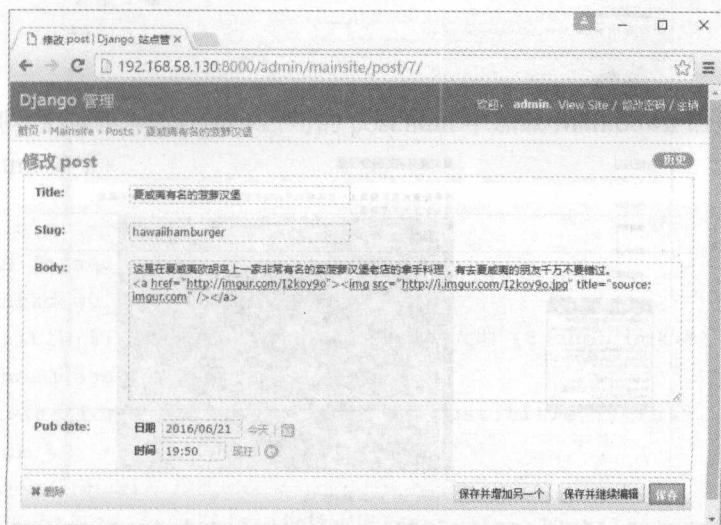 修改 post | Django 站点管 ×
192.168.58.130:8000/admin/mainsite/post/7/
Django 管理
欢迎，admin. View Site / 修改密码 / 注销
首页 › Mainsite › Posts › 夏威夷有名的菠萝汉堡
修改 post
历史
Title: 夏威夷有名的菠萝汉堡
Slug: hawaiihamburger
Body: 这是在夏威夷欧胡岛上一家非常有名的卖菠萝汉堡老店的拿手料理，有去夏威夷的朋友千万不要错过。
<a href="http://imgur.com/I2koy9o"><img src="http://i.imgur.com/I2koy9o.jpg" title="source:
imgur.com" /></a>
Pub date: 日期 2016/06/21 今天 |
时间 19:50 现在 |
删除
保存并增加另一个 保存并继续编辑 保存